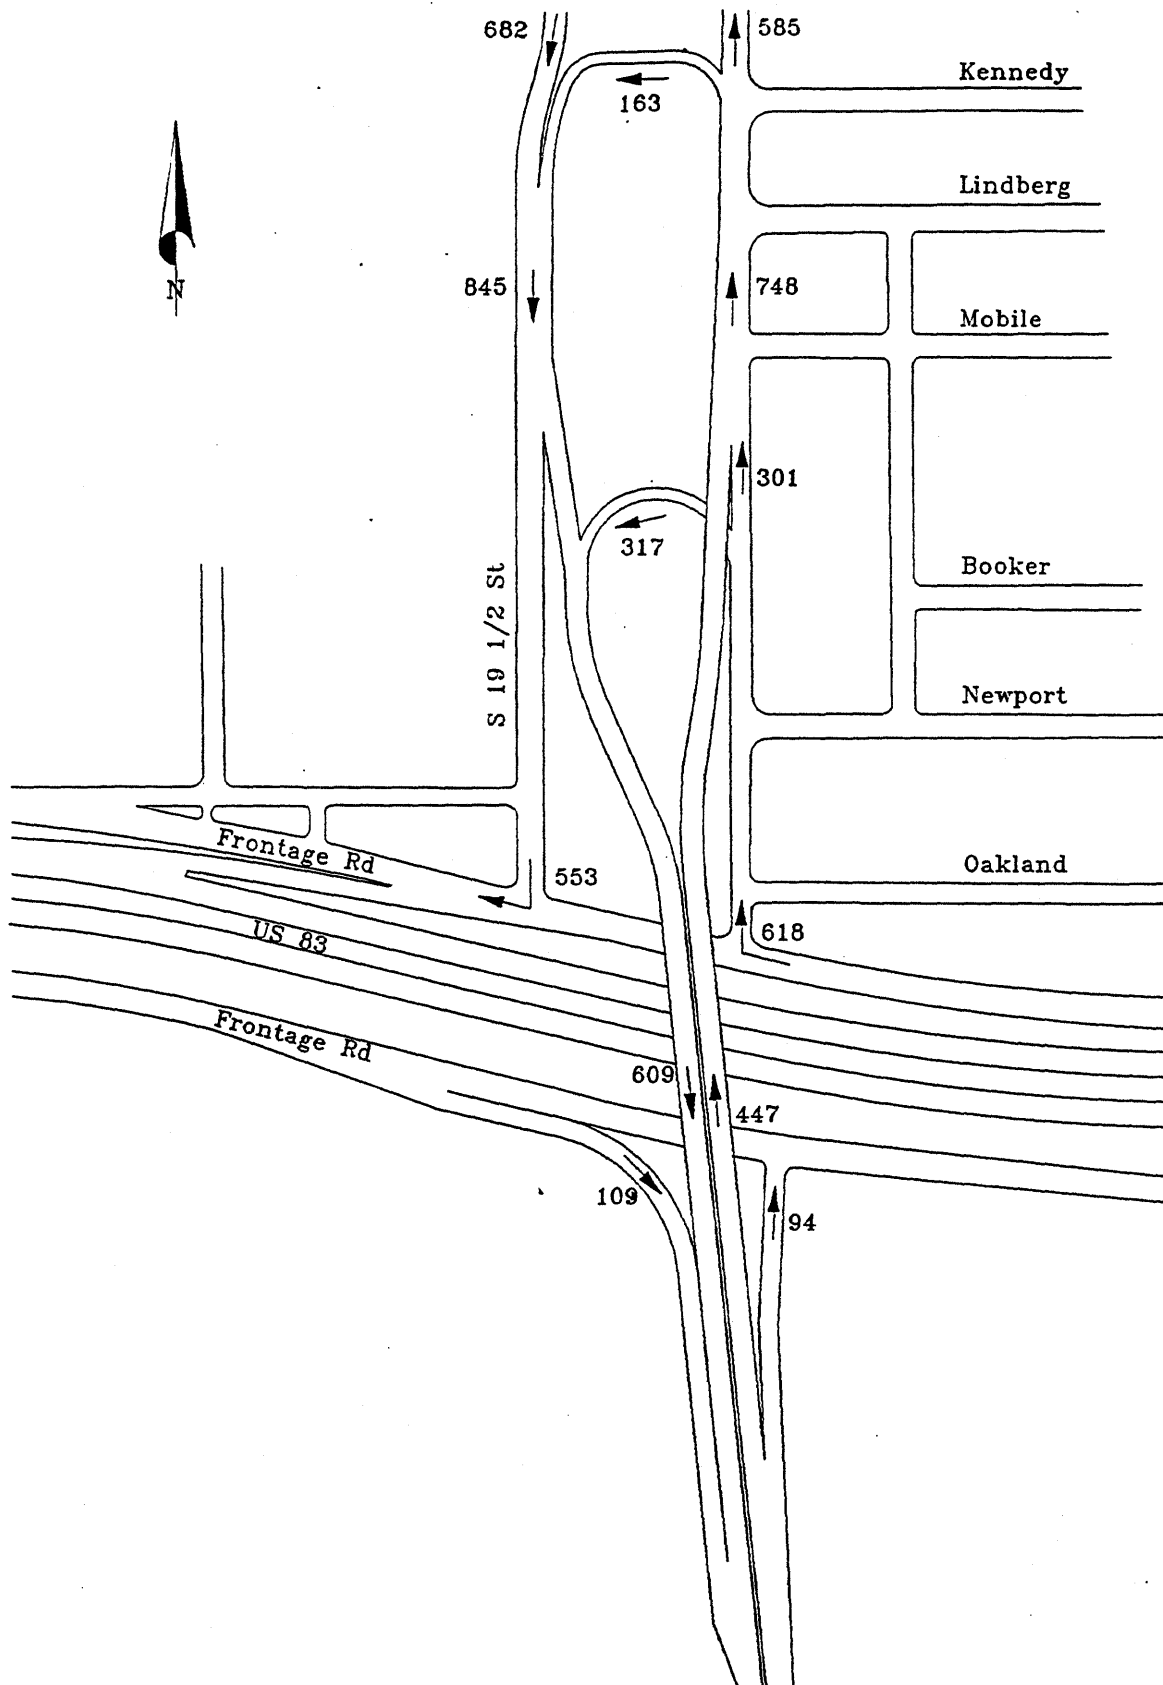 682
585
Kennedy
163
Lindberg
N
845
748
Mobile
301
317
Booker
S 19 1/2 St
Newport
Frontage Rd
553
Oakland
US 83
618
Frontage Rd
609
447
109
94